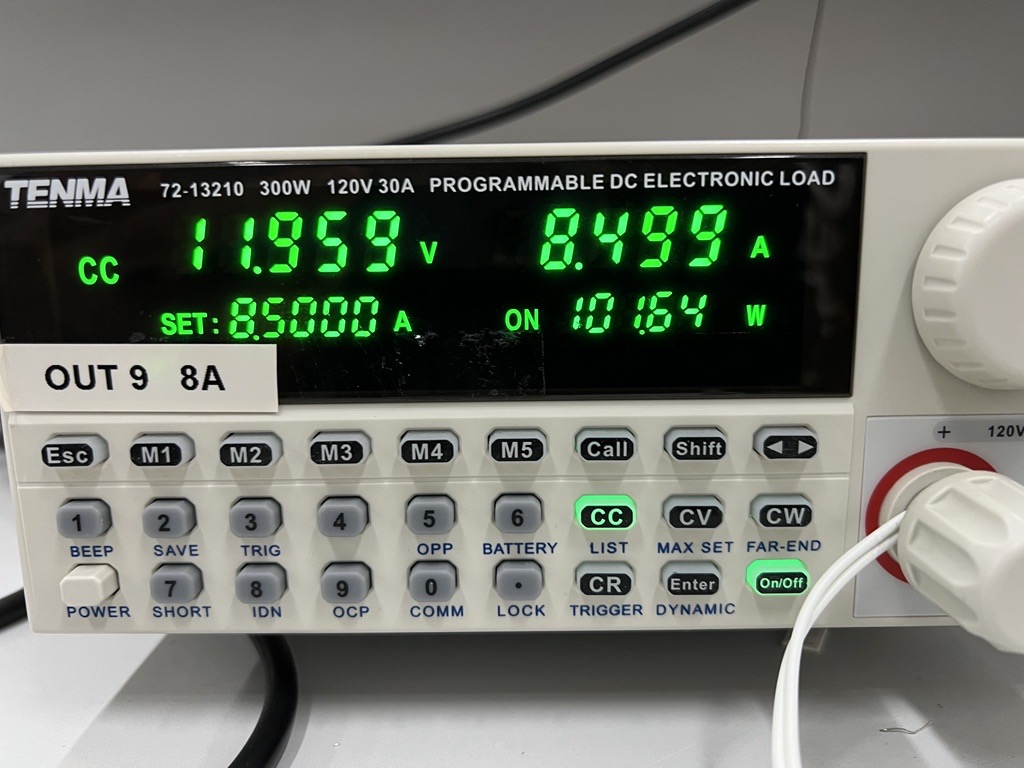 TENMA 72-13210 300W 120V 30A PROGRAMMABLE DC ELECTRONIC LOAD
CC 11.959 V 8.499 A
SET: 8.5000 A ON 101.64 W
OUT 9 8A
Esc M1 M2 M3 M4 M5 Call Shift
+ 120V
1 2 3 4 5 6 CC CV CW
BEEP SAVE TRIG OPP BATTERY LIST MAX SET FAR-END
7 8 9 0 . CR Enter On/Off
POWER SHORT IDN OCP COMM LOCK TRIGGER DYNAMIC